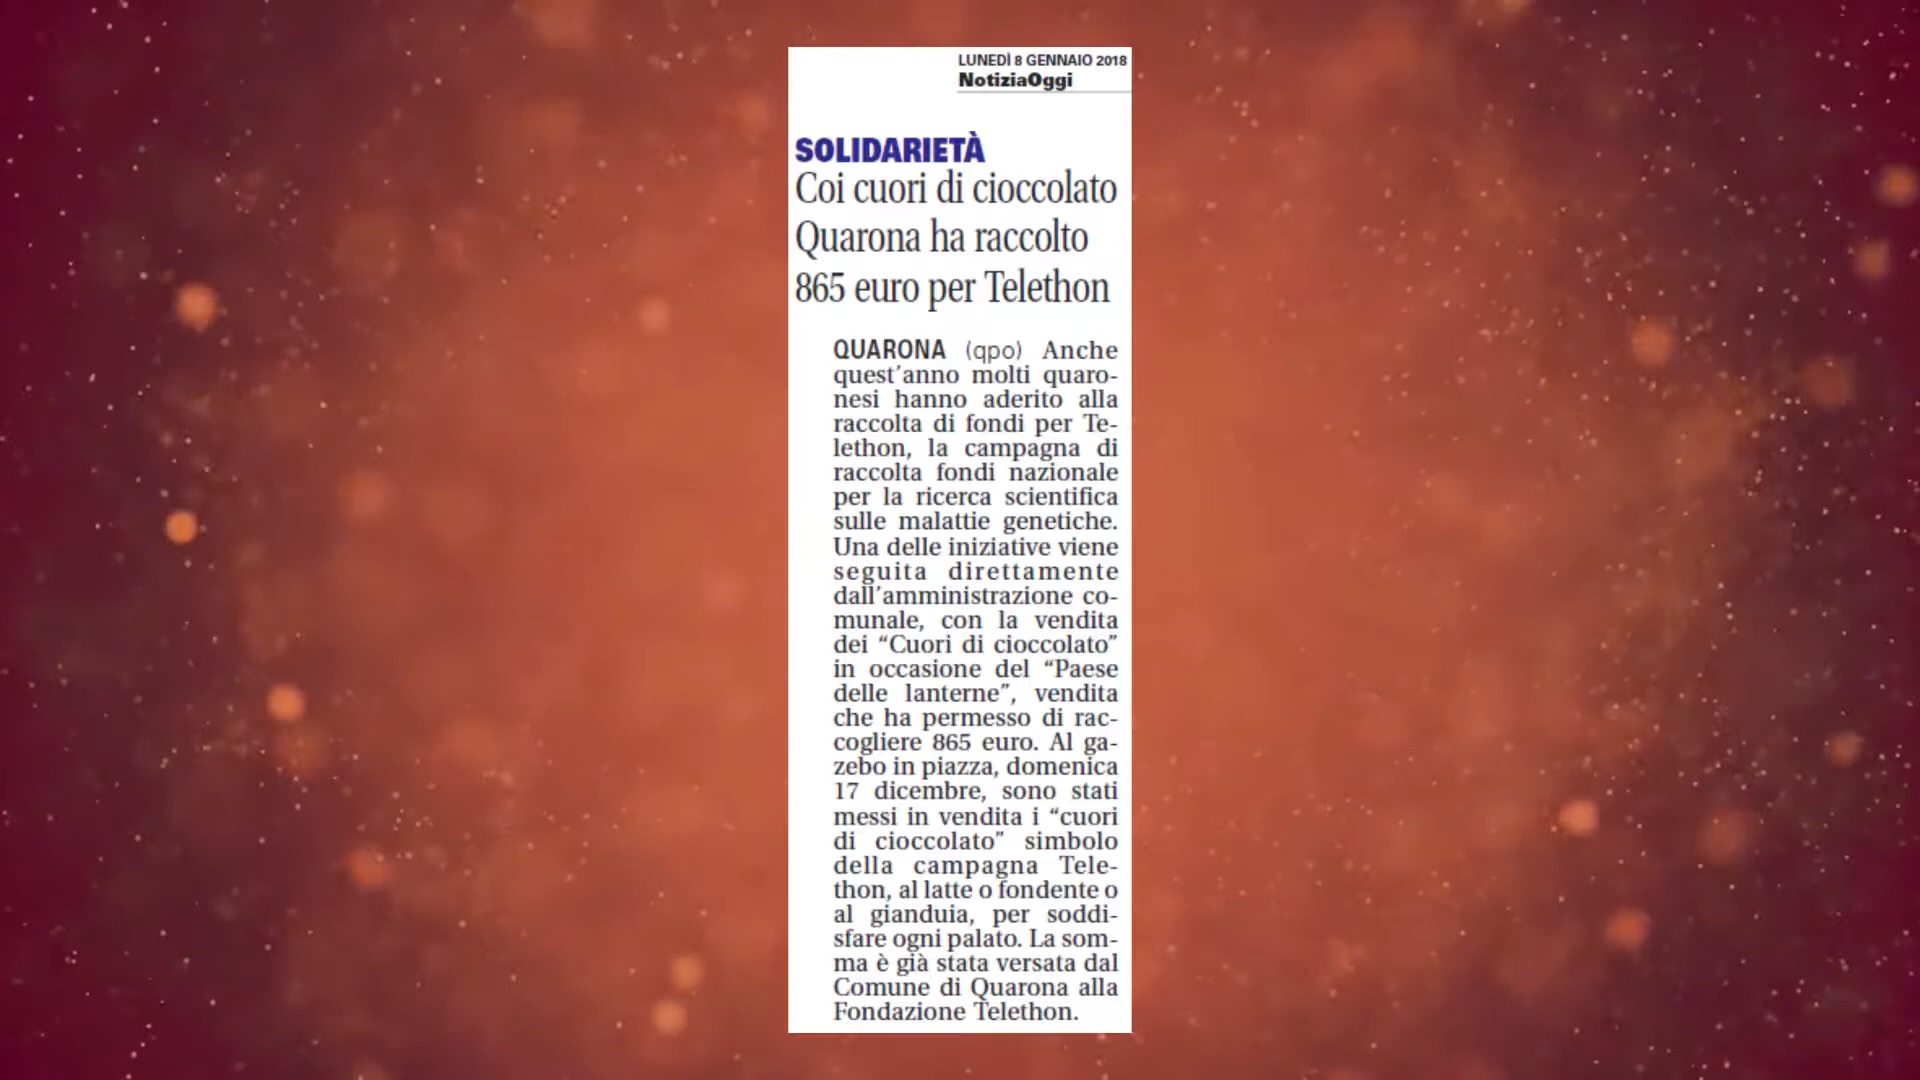 LUNEDÌ 8 GENNAIO 2018
NotiziaOggi
SOLIDARIETÀ
Coi cuori di cioccolato
Quarona ha raccolto
865 euro per Telethon
QUARONA (qpo) Anche
quest'anno molti quaro-
nesi hanno aderito alla
raccolta di fondi per Te-
lethon, la campagna di
raccolta fondi nazionale
per la ricerca scientifica
sulle malattie genetiche.
Una delle iniziative viene
seguita direttamente
dall'amministrazione co-
munale, con la vendita
dei “Cuori di cioccolato”
in occasione del “Paese
delle lanterne”, vendita
che ha permesso di rac-
cogliere 865 euro. Al ga-
zebo in piazza, domenica
17 dicembre, sono stati
messi in vendita i “cuori
di cioccolato” simbolo
della campagna Tele-
thon, al latte o fondente o
al gianduia, per soddi-
sfare ogni palato. La som-
ma è già stata versata dal
Comune di Quarona alla
Fondazione Telethon.